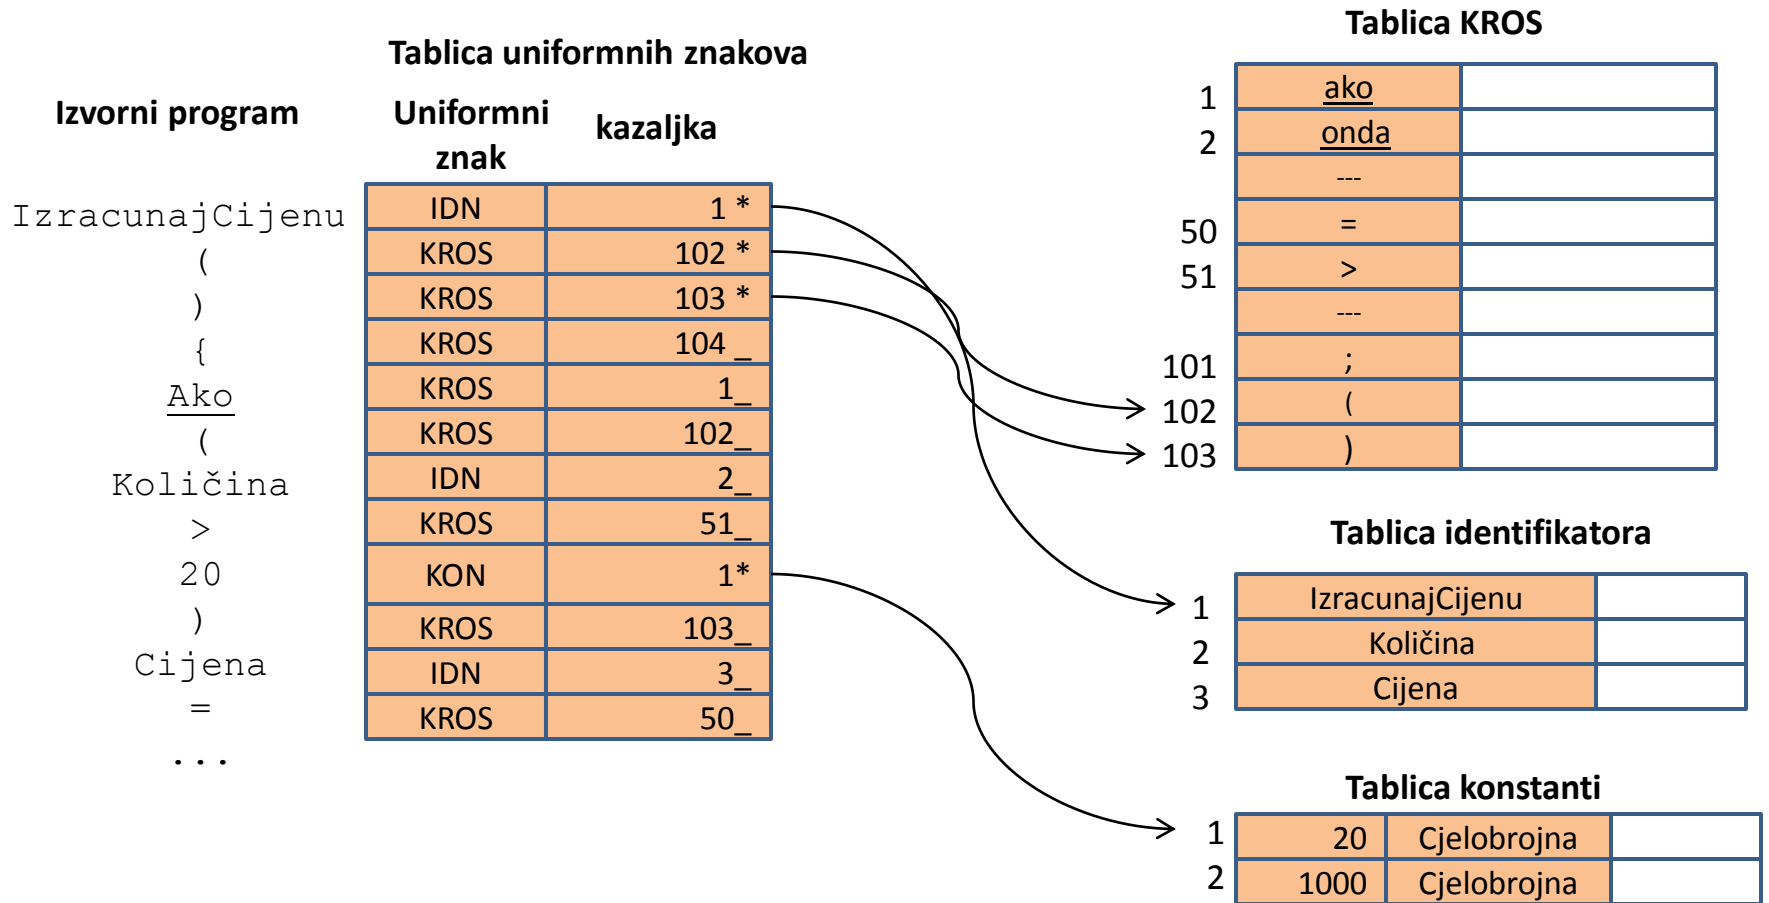 Tablica uniformnih znakova
Izvorni program
Uniformni znak
kazaljka
IzracunajCijenu
(
)
{
Ako
(
Količina
>
20
)
Cijena
=
...
IDN 1 *
KROS 102 *
KROS 103 *
KROS 104 _
KROS 1_
KROS 102_
IDN 2_
KROS 51_
KON 1*
KROS 103_
IDN 3_
KROS 50_
Tablica KROS
1 ako
2 onda
---
50 =
51 >
---
101 ;
102 (
103 )
Tablica identifikatora
1 IzracunajCijenu
2 Količina
3 Cijena
Tablica konstanti
1 20 Cjelobrojna
2 1000 Cjelobrojna